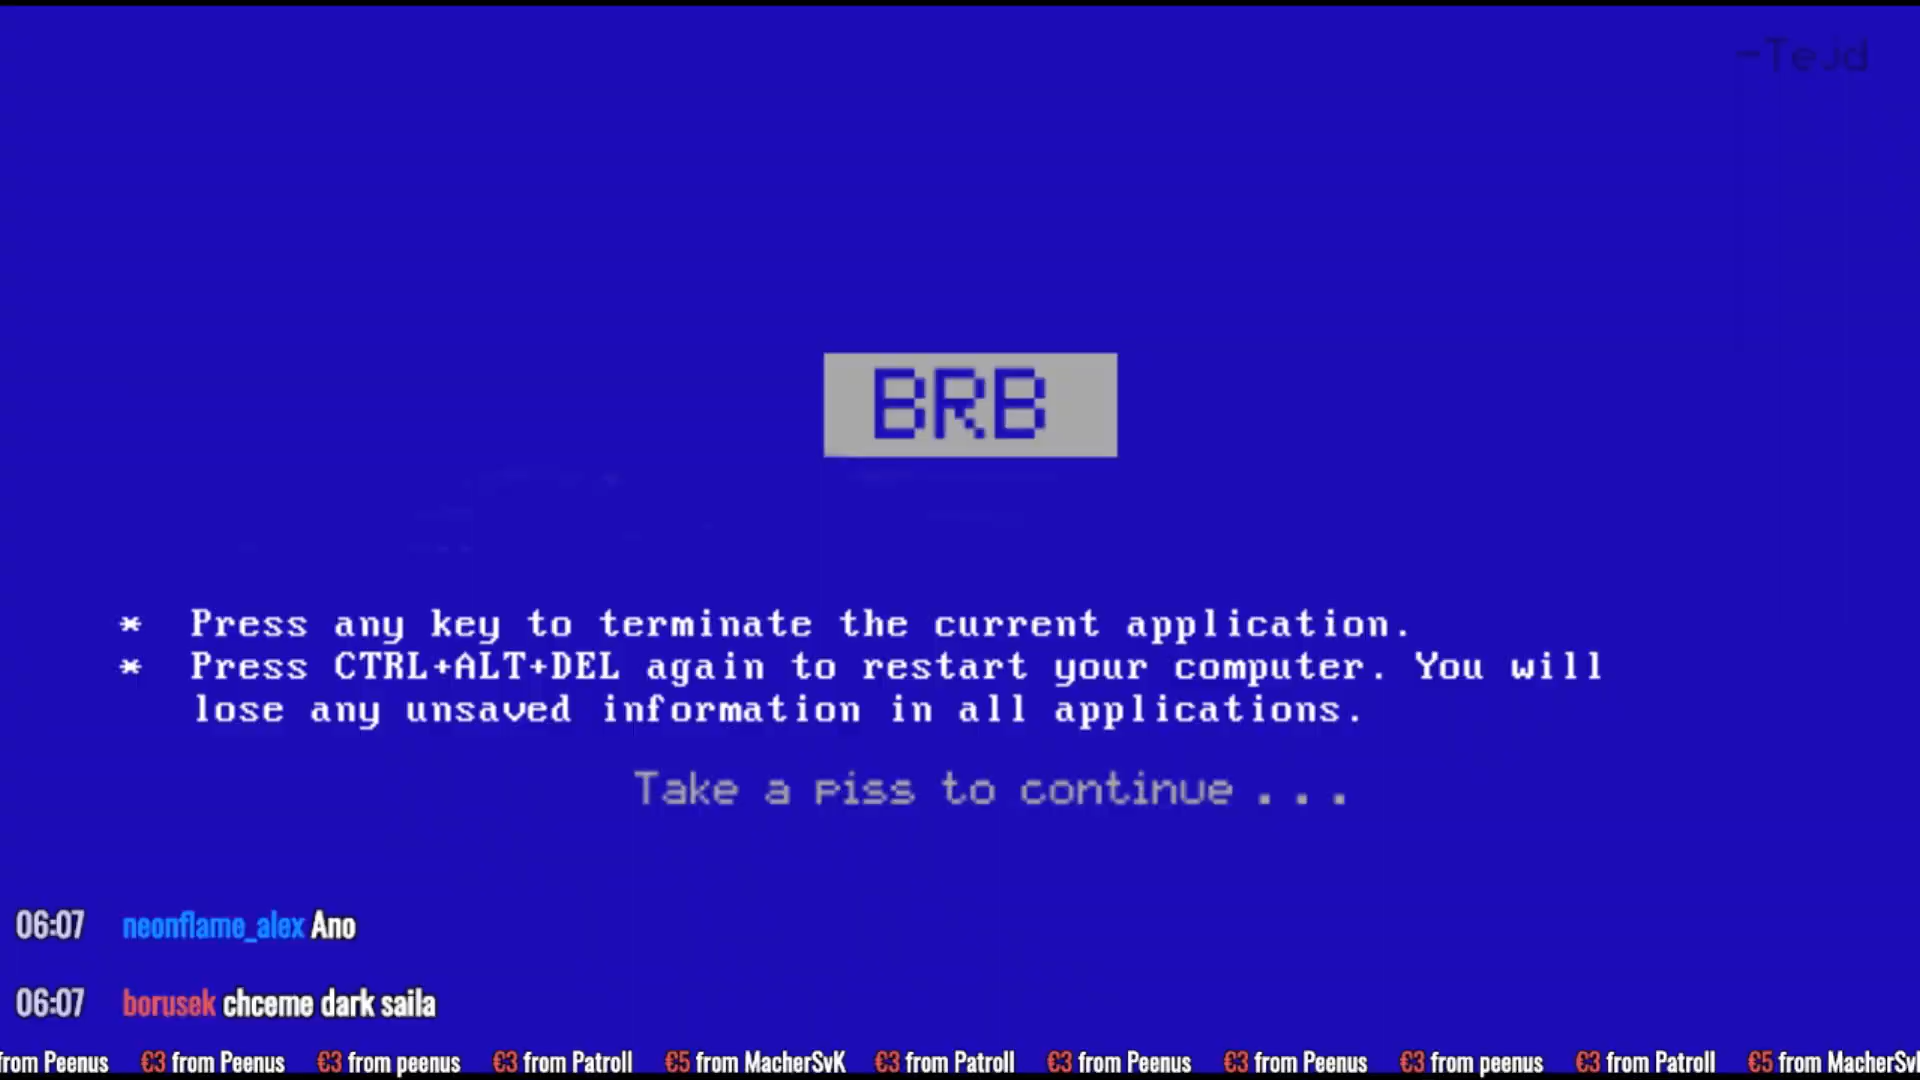 -Tejd
BRB
* Press any key to terminate the current application.
* Press CTRL+ALT+DEL again to restart your computer. You will
lose any unsaved information in all applications.
Take a piss to continue ...
06:07 neonflame_alex Ano
06:07 borusek chceme dark saila
from Peenus €3 from Peenus €3 from peenus €3 from Patroll €5 from MacherSvK €3 from Patroll €3 from Peenus €3 from Peenus €3 from peenus €3 from Patroll €5 from MacherSvK